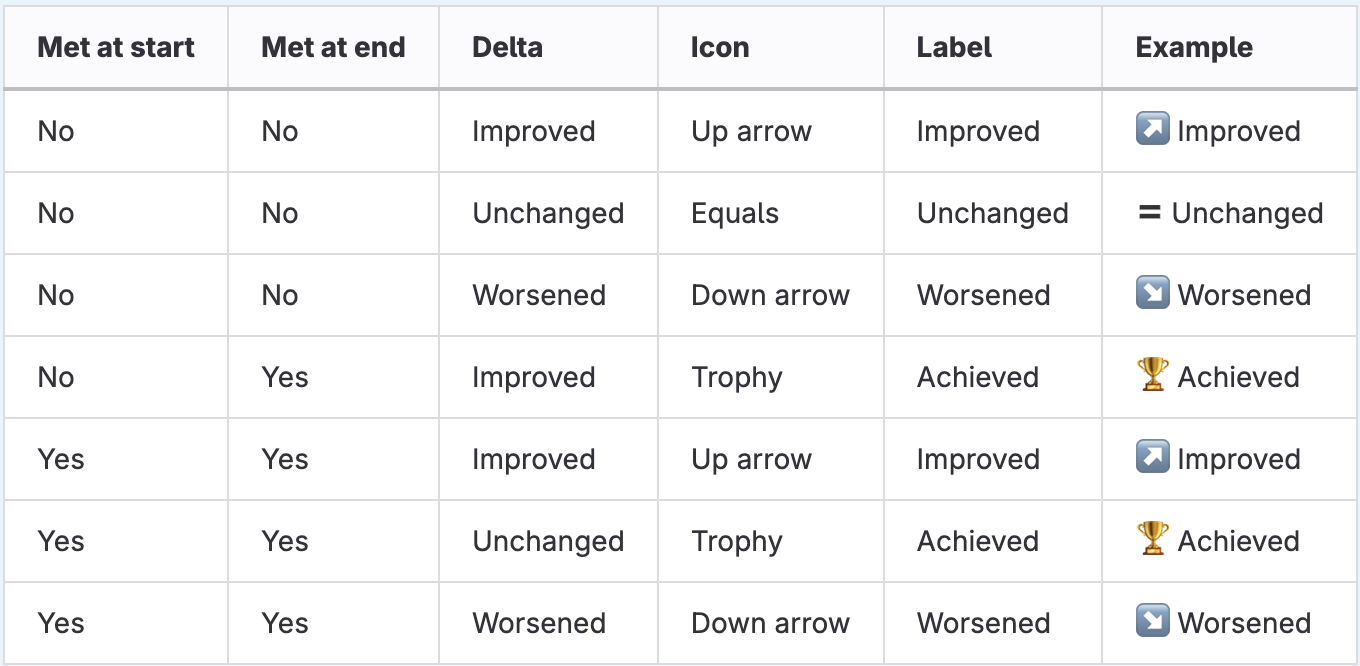 Met at start Met at end Delta Icon Label Example
No No Improved Up arrow Improved ↗️ Improved
No No Unchanged Equals Unchanged = Unchanged
No No Worsened Down arrow Worsened ↘️ Worsened
No Yes Improved Trophy Achieved 🏆 Achieved
Yes Yes Improved Up arrow Improved ↗️ Improved
Yes Yes Unchanged Trophy Achieved 🏆 Achieved
Yes Yes Worsened Down arrow Worsened ↘️ Worsened